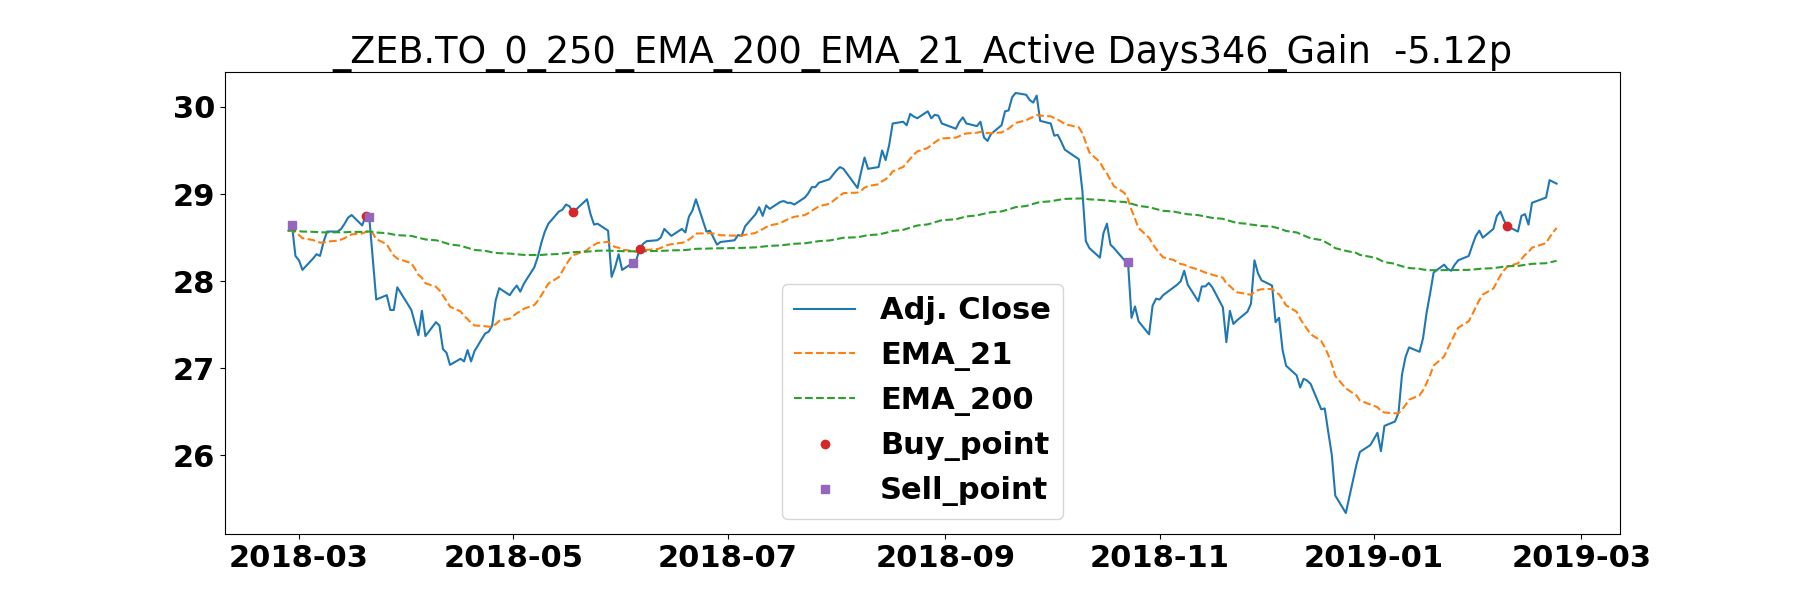 _ZEB.TO_0_250_EMA_200_EMA_21_Active Days346_Gain  -5.12p
30
29
28
27
26
Adj. Close
EMA_21
EMA_200
Buy_point
Sell_point
2018-03
2018-05
2018-07
2018-09
2018-11
2019-01
2019-03